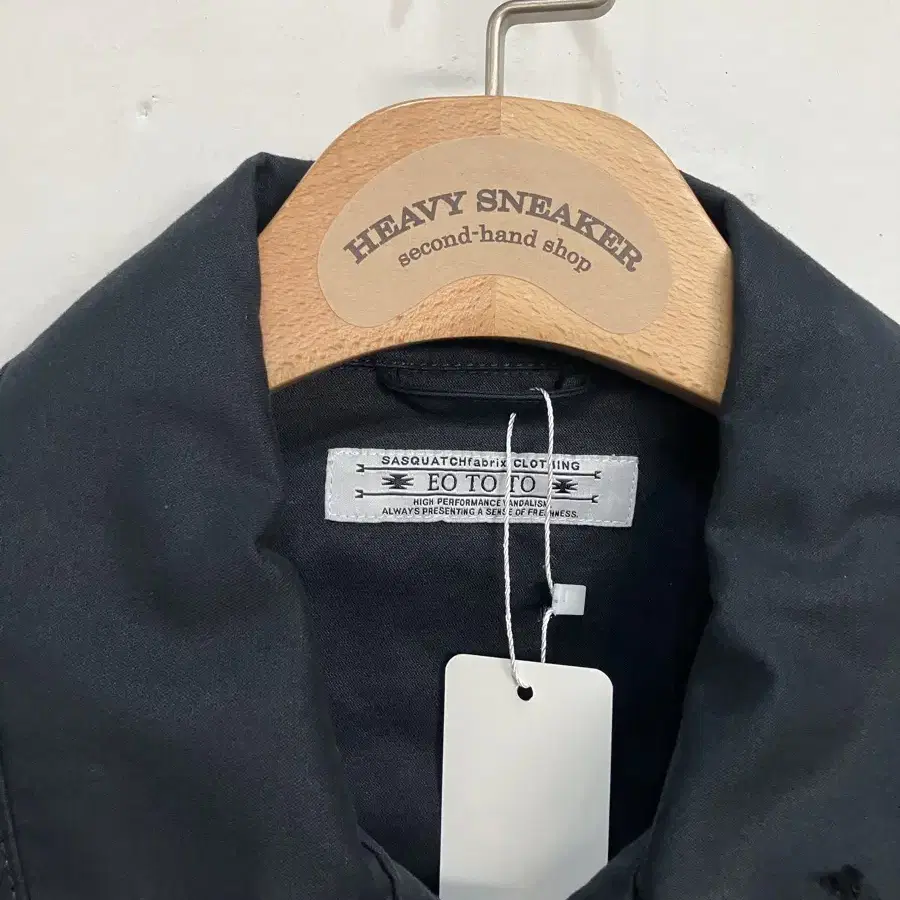 HEAVY SNEAKER
second-hand shop
SASQUATCHfabrix CLOTHING
EO TO TO
HIGH PERFORMANCE VANDALISM
ALWAYS PRESENTING A SENSE OF FRESHNESS.